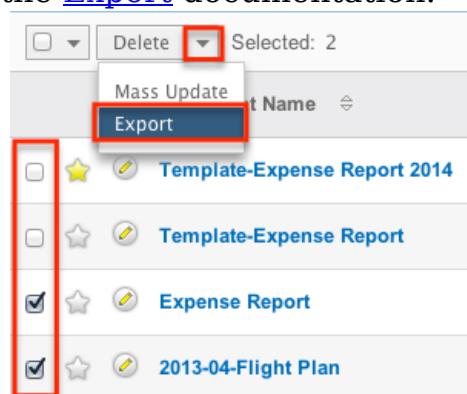 the Export documentation.
Delete Selected: 2
Mass Update
t Name
Export
Template-Expense Report 2014
Template-Expense Report
Expense Report
2013-04-Flight Plan